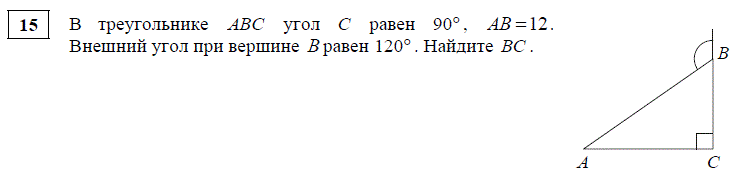 15 В треугольнике ABC угол C равен 90°, AB = 12.
Внешний угол при вершине B равен 120°. Найдите BC.
B
A
C